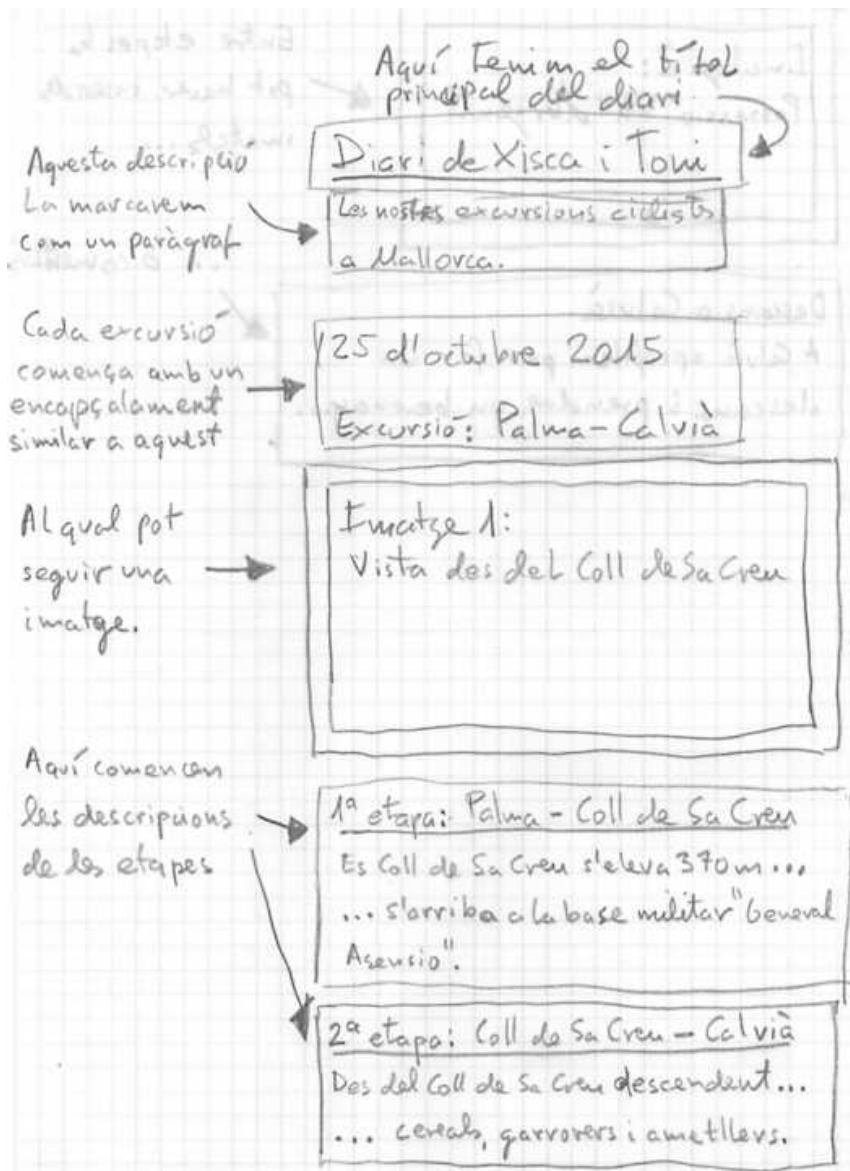 Aquí tenim el títol
principal del diari
Diari de Xisca i Toni
Aquesta descripció
La marcarem
com un paràgraf
Les nostres excursions ciclists
a Mallorca.
Cada excursió
comença amb un
encapçalament
similar a aquest
25 d'octubre 2015
Excursió: Palma - Calvià
Al qual pot
seguir una
imatge.
Imatge 1:
Vista des del Coll de Sa Creu
Aquí comencen
les descripcions
de les etapes
1ª etapa: Palma - Coll de Sa Creu
Es Coll de Sa Creu s'eleva 370m...
... s'arriba a la base militar "General
Asensio".
2ª etapa: Coll de Sa Creu - Calvià
Des del Coll de Sa Creu descendent...
... cereals, garrovers i ametllers.